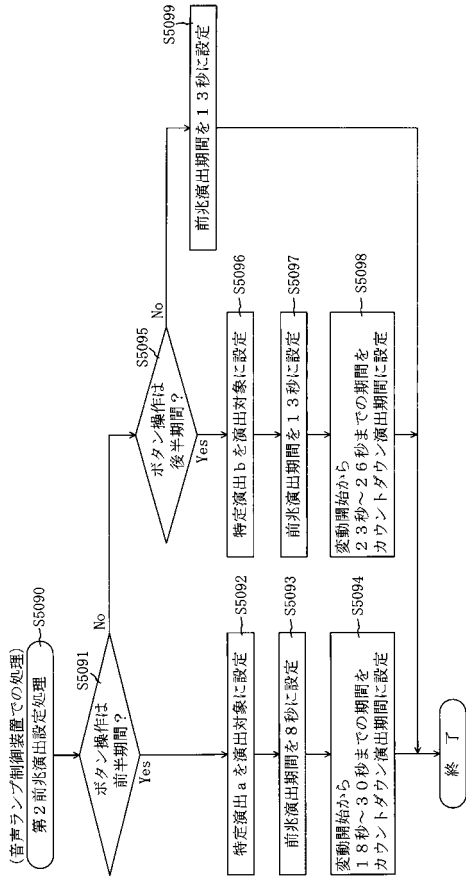 (音声ランプ制御装置での処理)
第2前兆演出設定処理
S5090
S5091
ボタン操作は
前半期間?
No
Yes
S5092
特定演出aを演出対象に設定
S5093
前兆演出期間を8秒に設定
S5094
変動開始から
18秒~30秒までの期間を
カウントダウン演出期間に設定
S5095
ボタン操作は
後半期間?
No
Yes
S5096
特定演出bを演出対象に設定
S5097
前兆演出期間を13秒に設定
S5098
変動開始から
23秒~26秒までの期間を
カウントダウン演出期間に設定
S5099
前兆演出期間を13秒に設定
終 了